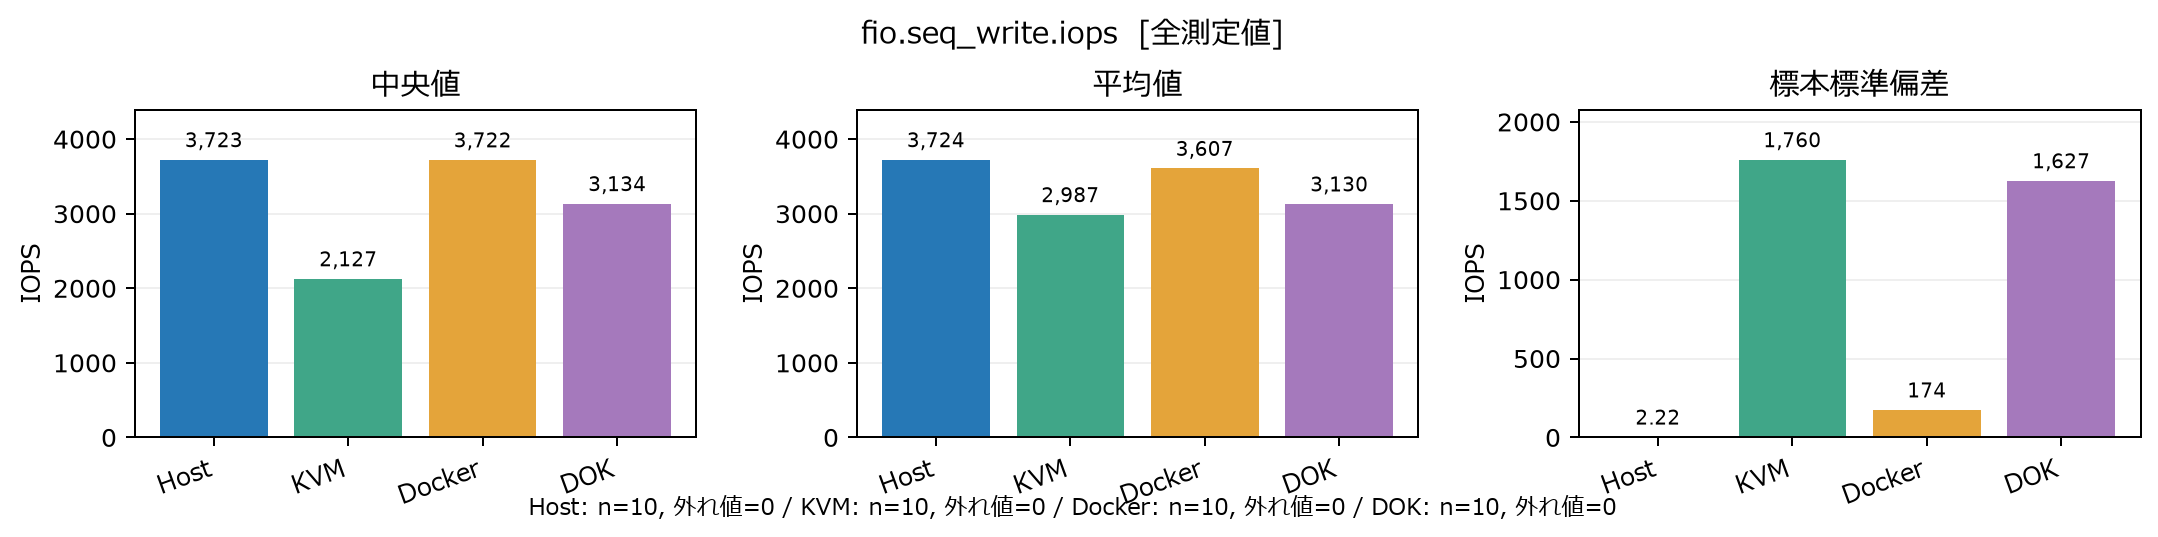 fio.seq_write.iops [全測定値]
中央値
IOPS
4000
3000
2000
1000
0
3,723
2,127
3,722
3,134
Host
KVM
Docker
DOK
平均値
IOPS
4000
3000
2000
1000
0
3,724
2,987
3,607
3,130
Host
KVM
Docker
DOK
標本標準偏差
IOPS
2000
1500
1000
500
0
2.22
1,760
174
1,627
Host
KVM
Docker
DOK
Host: n=10, 外れ値=0 / KVM: n=10, 外れ値=0 / Docker: n=10, 外れ値=0 / DOK: n=10, 外れ値=0